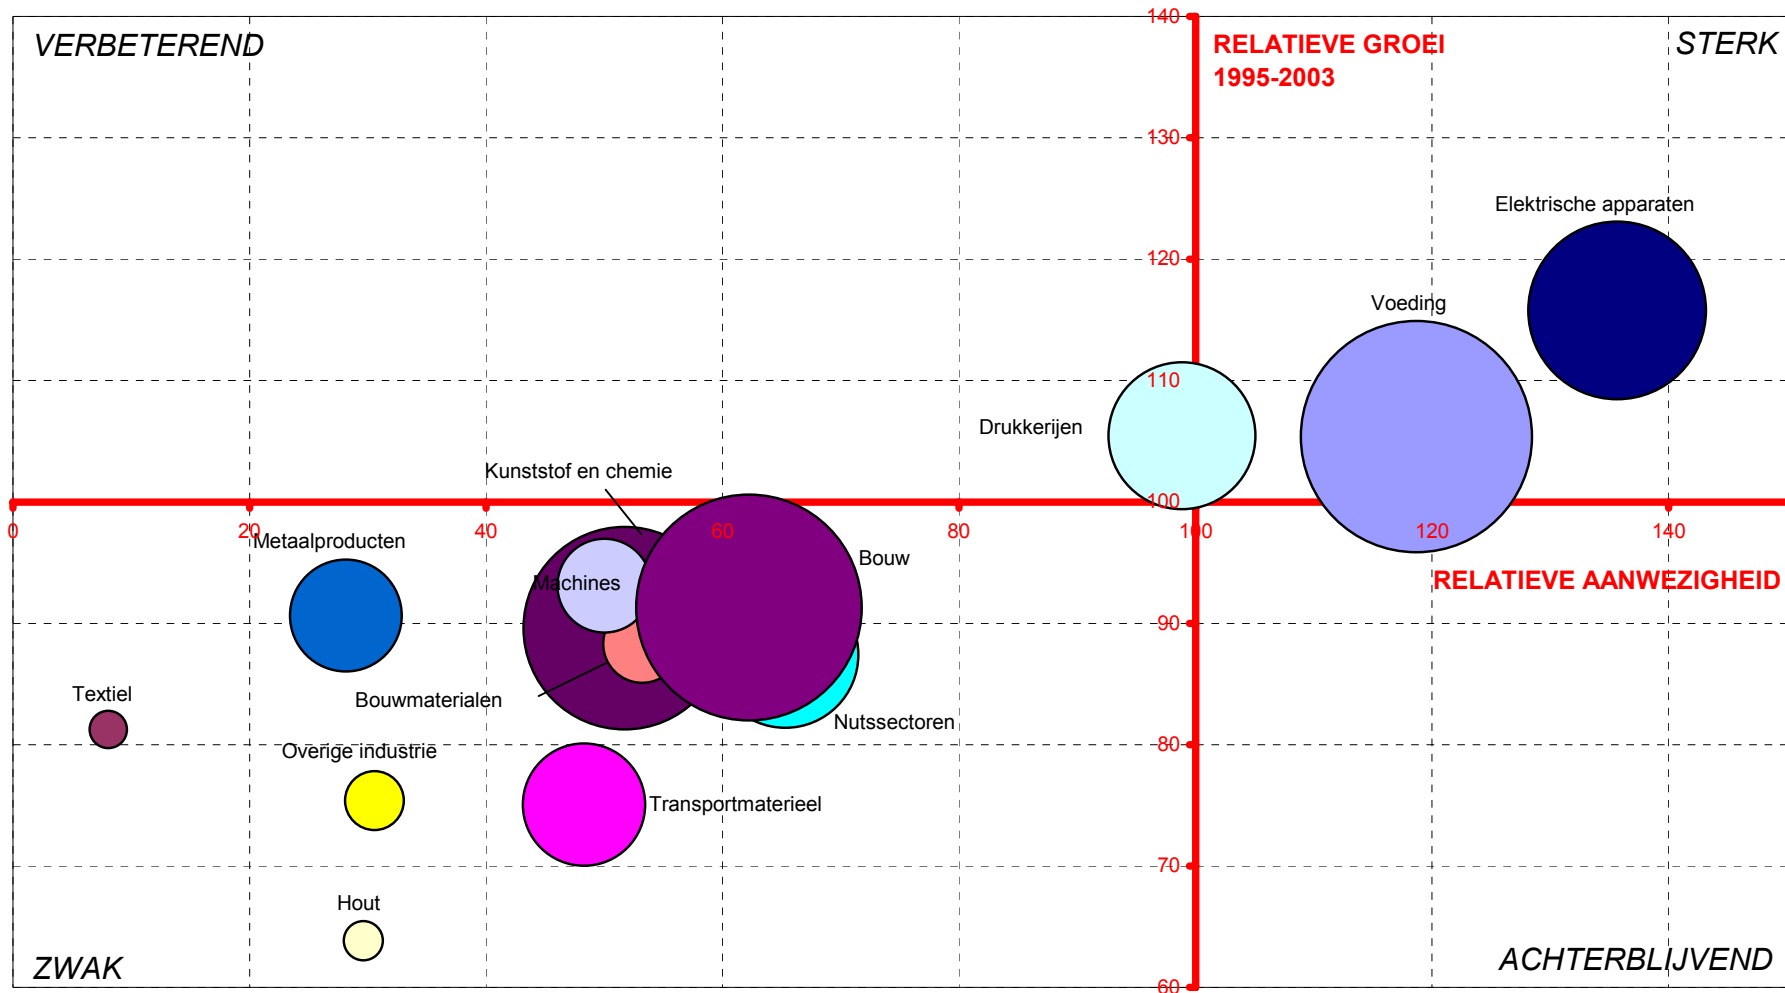 140
VERBETEREND
RELATIEVE GROEI
1995-2003
STERK
130
Elektrische apparaten
120
Voeding
110
Drukkerijen
Kunststof en chemie
100
0
20
40
60
80
100
120
140
Metaalproducten
Bouw
Machines
RELATIEVE AANWEZIGHEID
90
Textiel
Bouwmaterialen
Nutssectoren
80
Overige industrie
Transportmaterieel
70
Hout
ZWAK
ACHTERBLIJVEND
60